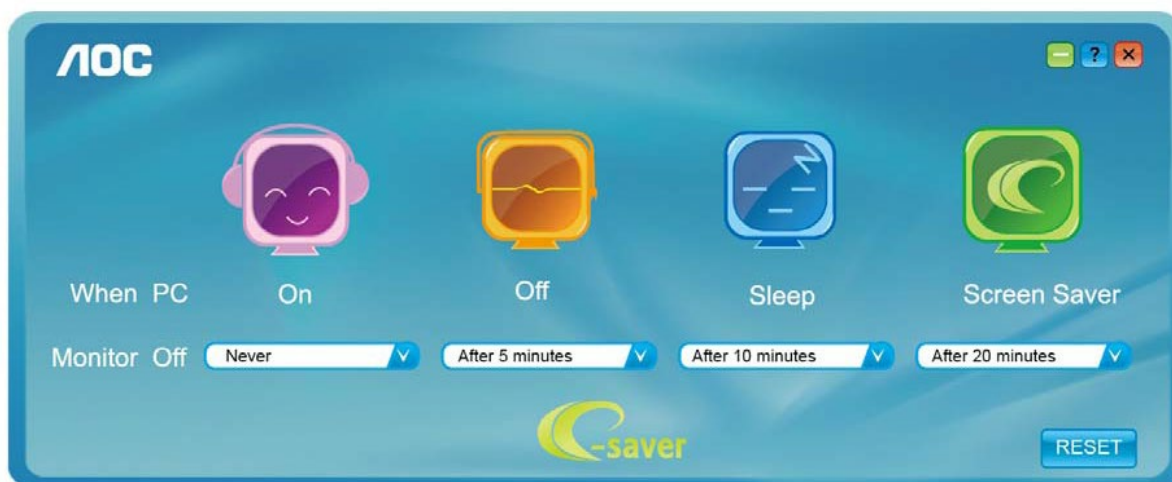 AOC
?
When PC On Off Sleep Screen Saver
Monitor Off Never After 5 minutes After 10 minutes After 20 minutes
e-saver
RESET